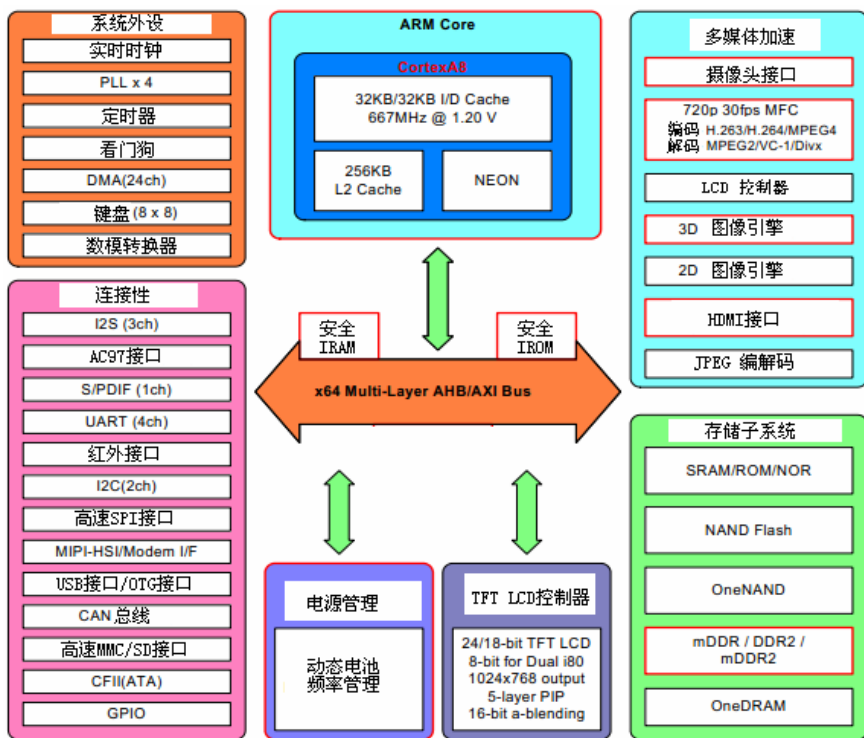 系统外设
实时时钟
PLL x 4
定时器
看门狗
DMA(24ch)
键盘 (8 x 8)
数模转换器
连接性
I2S (3ch)
AC97接口
S/PDIF (1ch)
UART (4ch)
红外接口
I2C(2ch)
高速SPI接口
MIPI-HSI/Modem I/F
USB接口/OTG接口
CAN 总线
高速MMC/SD接口
CFII(ATA)
GPIO
ARM Core
CortexA8
32KB/32KB I/D Cache
667MHz @ 1.20 V
256KB
L2 Cache
NEON
安全
IRAM
安全
IROM
x64 Multi-Layer AHB/AXI Bus
电源管理
动态电池
频率管理
TFT LCD控制器
24/18-bit TFT LCD
8-bit for Dual i80
1024x768 output
5-layer PIP
16-bit a-blending
多媒体加速
摄像头接口
720p 30fps MFC
编码 H.263/H.264/MPEG4
解码 MPEG2/VC-1/Divx
LCD 控制器
3D 图像引擎
2D 图像引擎
HDMI接口
JPEG 编解码
存储子系统
SRAM/ROM/NOR
NAND Flash
OneNAND
mDDR / DDR2 /
mDDR2
OneDRAM